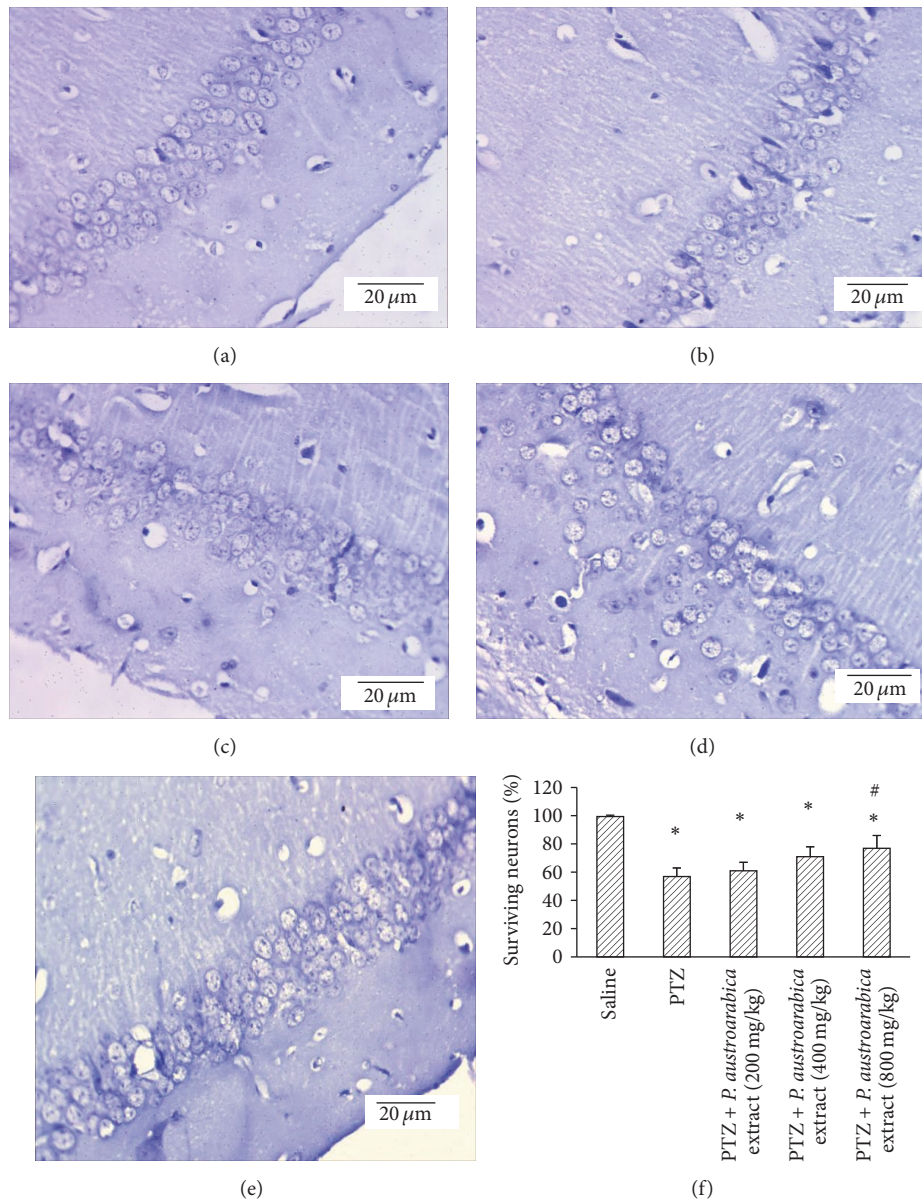 20 μm
20 μm
(a)
(b)
20 μm
20 μm
(c)
(d)
20 μm
(e)
Surviving neurons (%)
120
100
80
60
40
20
0
*
*
*
#
*
Saline
PTZ
PTZ + P. austroarabica
extract (200 mg/kg)
PTZ + P. austroarabica
extract (400 mg/kg)
PTZ + P. austroarabica
extract (800 mg/kg)
(f)